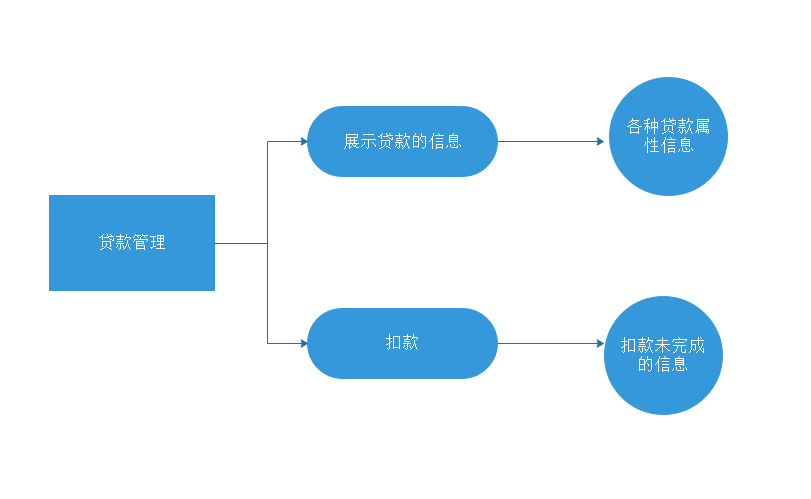 展示贷款的信息
各种贷款属
性信息
贷款管理
扣款
扣款未完成
的信息